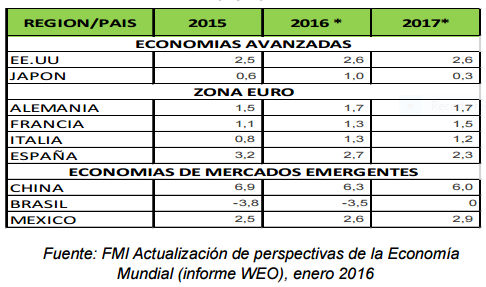 REGION/PAIS 2015 2016 * 2017*
ECONOMIAS AVANZADAS
EE.UU 2,5 2,6 2,6
JAPON 0,6 1,0 0,3
ZONA EURO
ALEMANIA 1,5 1,7 1,7
FRANCIA 1,1 1,3 1,5
ITALIA 0,8 1,3 1,2
ESPAÑA 3,2 2,7 2,3
ECONOMIAS DE MERCADOS EMERGENTES
CHINA 6,9 6,3 6,0
BRASIL -3,8 -3,5 0
MEXICO 2,5 2,6 2,9
Fuente: FMI Actualización de perspectivas de la Economía
Mundial (informe WEO), enero 2016